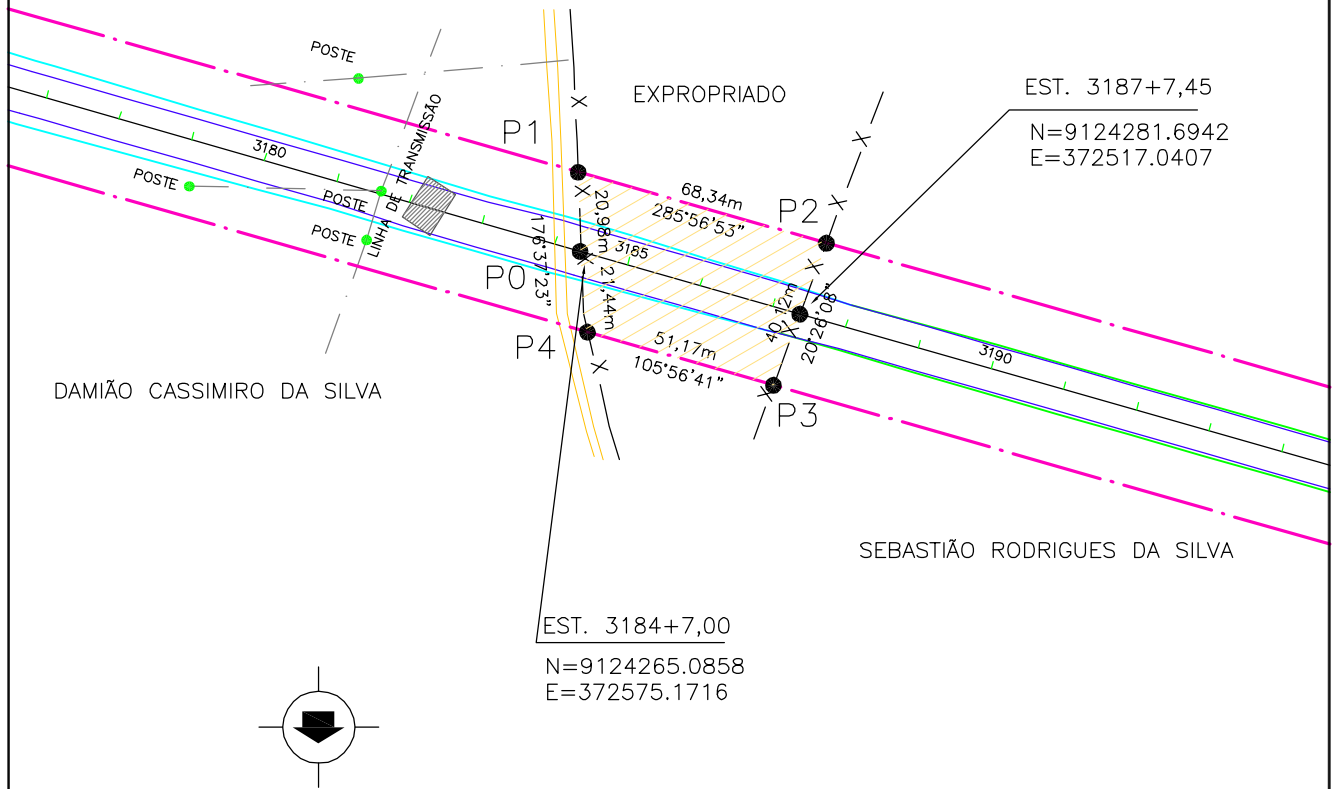 POSTE
EXPROPRIADO
EST. 3187+7,45
N=9124281.6942
E=372517.0407
P1
LINHA DE TRANSMISSÃO
3180
POSTE
POSTE
POSTE
68,34m
285°56'53"
P2
20,98m
3185
176°37'23"
P0
21,44m
40,12m
20°26'08"
P4
51,17m
105°56'41"
3190
P3
DAMIÃO CASSIMIRO DA SILVA
SEBASTIÃO RODRIGUES DA SILVA
EST. 3184+7,00
N=9124265.0858
E=372575.1716
X
X
X
X
X
X
X
X
X
X